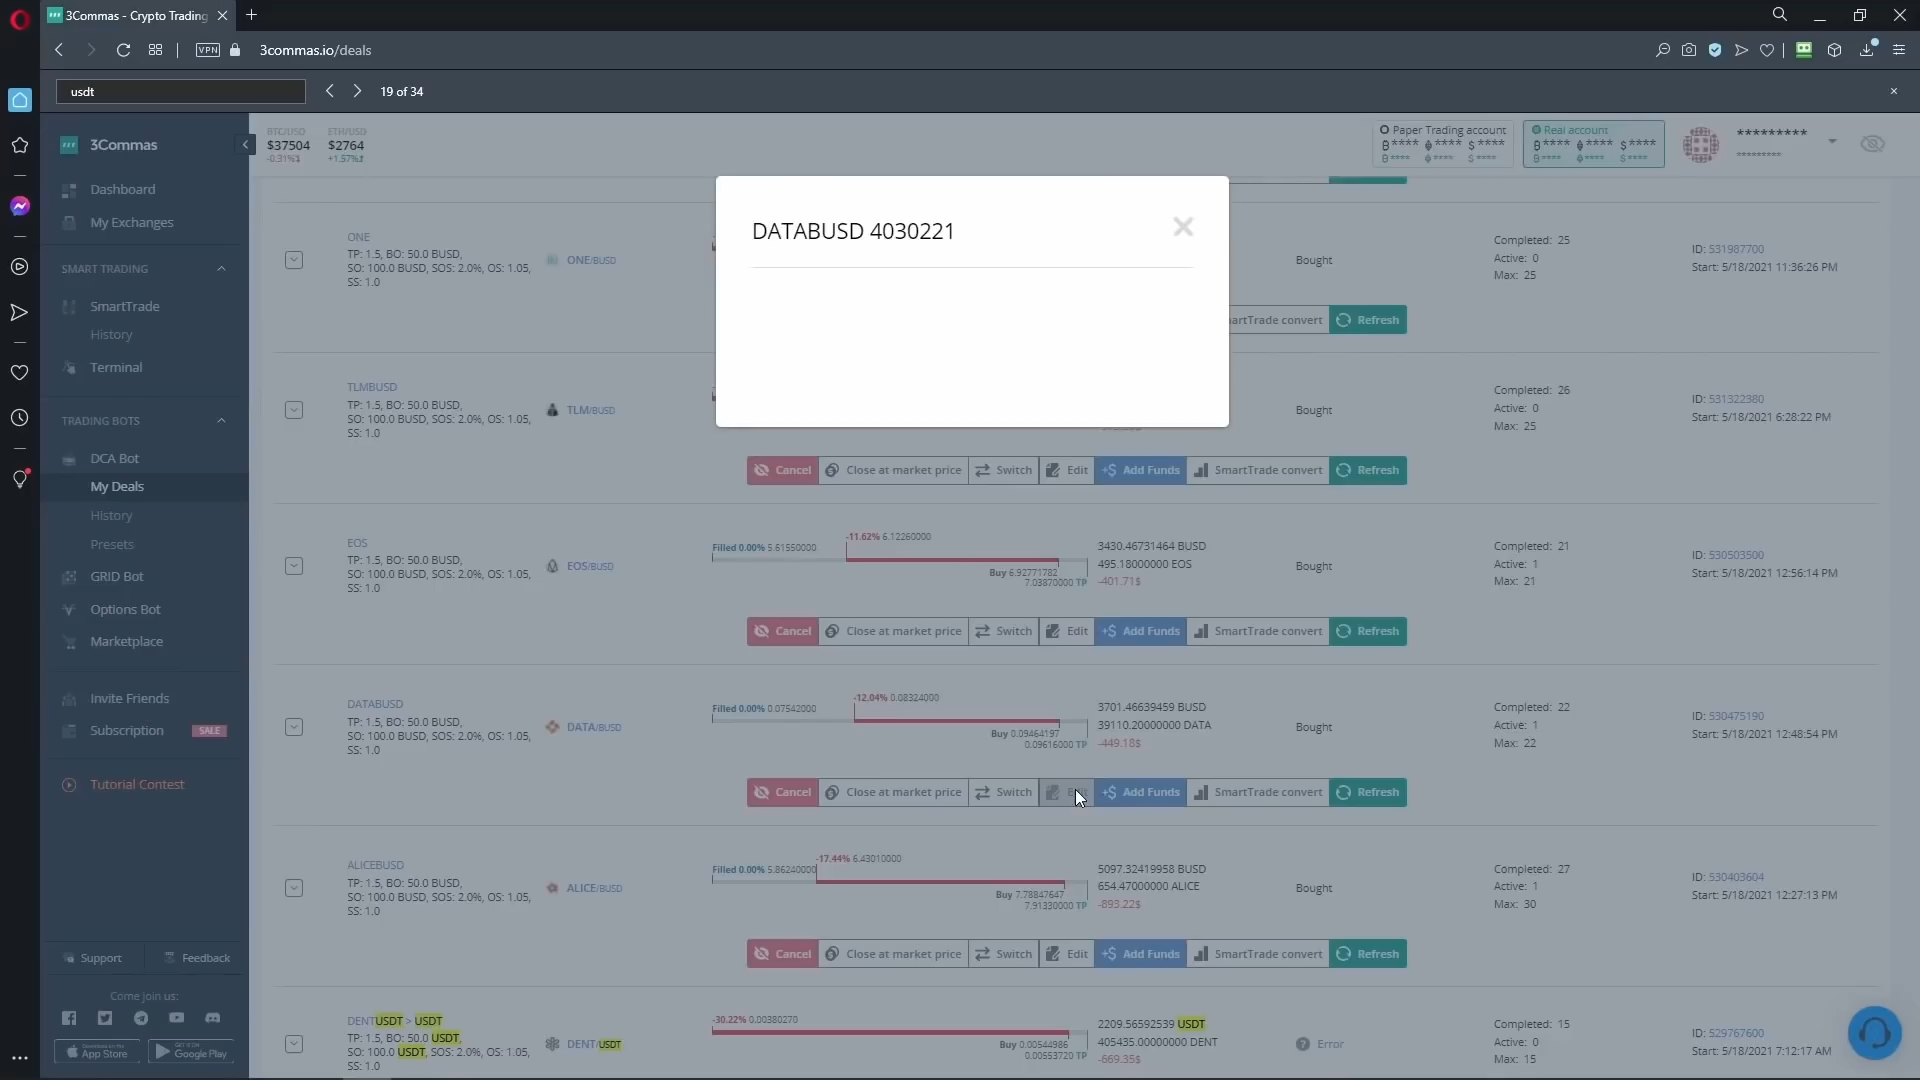 3Commas - Crypto Trading
VPN
3commas.io/deals
usdt
19 of 34
3Commas
BTC/USD
$37504
-0.31%
ETH/USD
$2764
+1.57%
Paper Trading account
₿ **** **** $ ****
₿ **** **** $ ****
Real account
₿ **** **** $ ****
₿ **** **** $ ****
*********
*********
Dashboard
My Exchanges
SMART TRADING
SmartTrade
History
Terminal
TRADING BOTS
DCA Bot
My Deals
History
Presets
GRID Bot
Options Bot
Marketplace
Invite Friends
Subscription SALE
Tutorial Contest
Support
Feedback
Come join us:
Download on the
App Store
GET IT ON
Google Play
DATABUSD 4030221
ONE
TP: 1.5, BO: 50.0 BUSD,
SO: 100.0 BUSD, SOS: 2.0%, OS: 1.05,
SS: 1.0
ONE/BUSD
Bought
Completed: 25
Active: 0
Max: 25
ID: 531987700
Start: 5/18/2021 11:36:26 PM
artTrade convert
Refresh
TLMBUSD
TP: 1.5, BO: 50.0 BUSD,
SO: 100.0 BUSD, SOS: 2.0%, OS: 1.05,
SS: 1.0
TLM/BUSD
Bought
Completed: 26
Active: 0
Max: 25
ID: 531322380
Start: 5/18/2021 6:28:22 PM
Cancel
Close at market price
Switch
Edit
+$ Add Funds
SmartTrade convert
Refresh
EOS
TP: 1.5, BO: 50.0 BUSD,
SO: 100.0 BUSD, SOS: 2.0%, OS: 1.05,
SS: 1.0
EOS/BUSD
-11.62% 6.12260000
Filled 0.00% 5.61550000
Buy 6.92771782
7.03870000 TP
3430.46731464 BUSD
495.18000000 EOS
-401.71$
Bought
Completed: 21
Active: 1
Max: 21
ID: 530503500
Start: 5/18/2021 12:56:14 PM
Cancel
Close at market price
Switch
Edit
+$ Add Funds
SmartTrade convert
Refresh
DATABUSD
TP: 1.5, BO: 50.0 BUSD,
SO: 100.0 BUSD, SOS: 2.0%, OS: 1.05,
SS: 1.0
DATA/BUSD
-12.04% 0.08324000
Filled 0.00% 0.07542000
Buy 0.09464197
0.09616000 TP
3701.46639459 BUSD
39110.20000000 DATA
-449.18$
Bought
Completed: 22
Active: 1
Max: 22
ID: 530475190
Start: 5/18/2021 12:48:54 PM
Cancel
Close at market price
Switch
Edit
+$ Add Funds
SmartTrade convert
Refresh
ALICEBUSD
TP: 1.5, BO: 50.0 BUSD,
SO: 100.0 BUSD, SOS: 2.0%, OS: 1.05,
SS: 1.0
ALICE/BUSD
-17.44% 6.43010000
Filled 0.00% 5.86240000
Buy 7.78847647
7.91330000 TP
5097.32419958 BUSD
654.47000000 ALICE
-893.22$
Bought
Completed: 27
Active: 1
Max: 30
ID: 530403604
Start: 5/18/2021 12:27:13 PM
Cancel
Close at market price
Switch
Edit
+$ Add Funds
SmartTrade convert
Refresh
DENTUSDT > USDT
TP: 1.5, BO: 50.0 USDT,
SO: 100.0 USDT, SOS: 2.0%, OS: 1.05,
SS: 1.0
DENT/USDT
-30.22% 0.00380270
Buy 0.00544986
0.00553720 TP
2209.56592539 USDT
405435.00000000 DENT
-669.35$
Error
Completed: 15
Active: 0
Max: 15
ID: 529767600
Start: 5/18/2021 7:12:17 AM